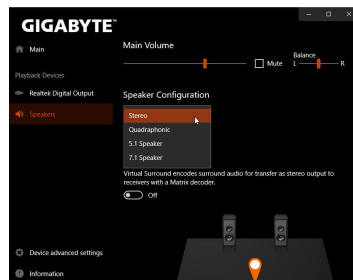 GIGABYTE™
Main
Playback Devices
Realtek Digital Output
Speakers
Device advanced settings
Information
Main Volume
Mute
Balance
L R
Speaker Configuration
Stereo
Quadraphonic
5.1 Speaker
7.1 Speaker
Virtual Surround encodes surround audio for transfer as stereo output to
receivers with a Matrix decoder.
Off